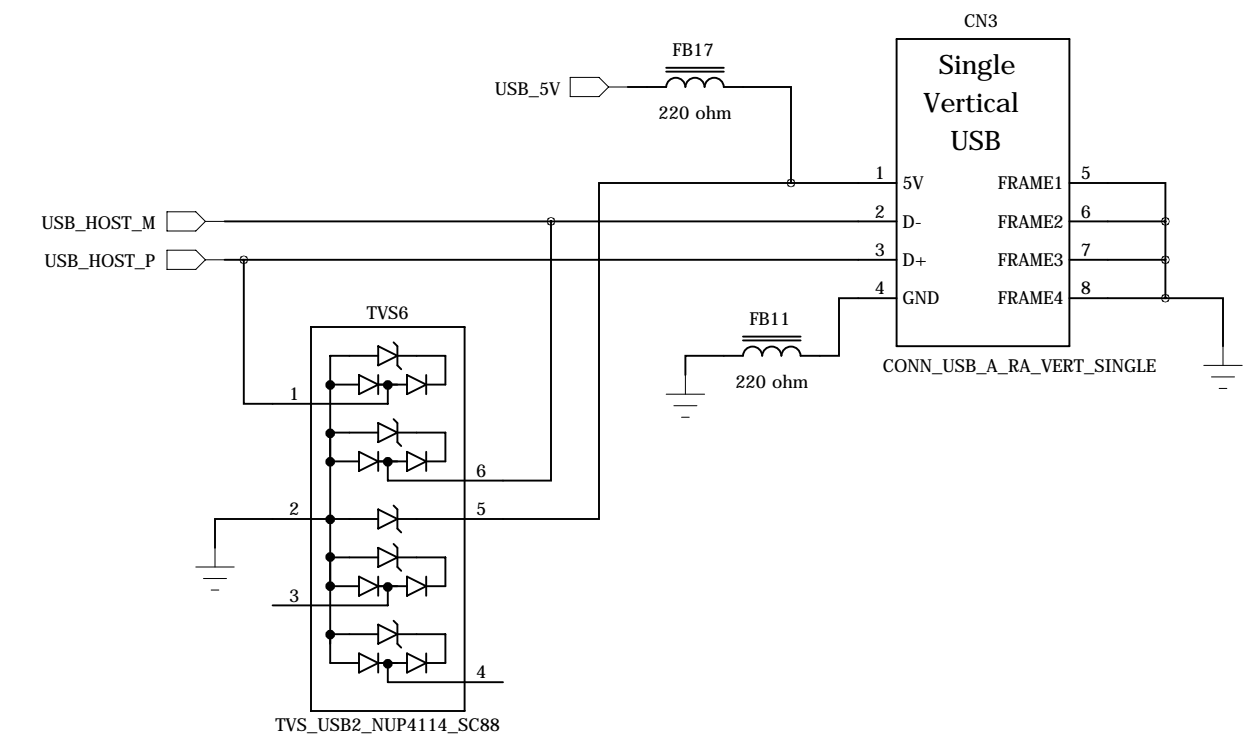 CN3
FB17
Single
Vertical
USB
USB_5V
220 ohm
1
5V
FRAME1
5
USB_HOST_M
2
D-
FRAME2
6
USB_HOST_P
3
D+
FRAME3
7
4
GND
FRAME4
8
TVS6
FB11
CONN_USB_A_RA_VERT_SINGLE
220 ohm
1
6
2
5
3
4
TVS_USB2_NUP4114_SC88